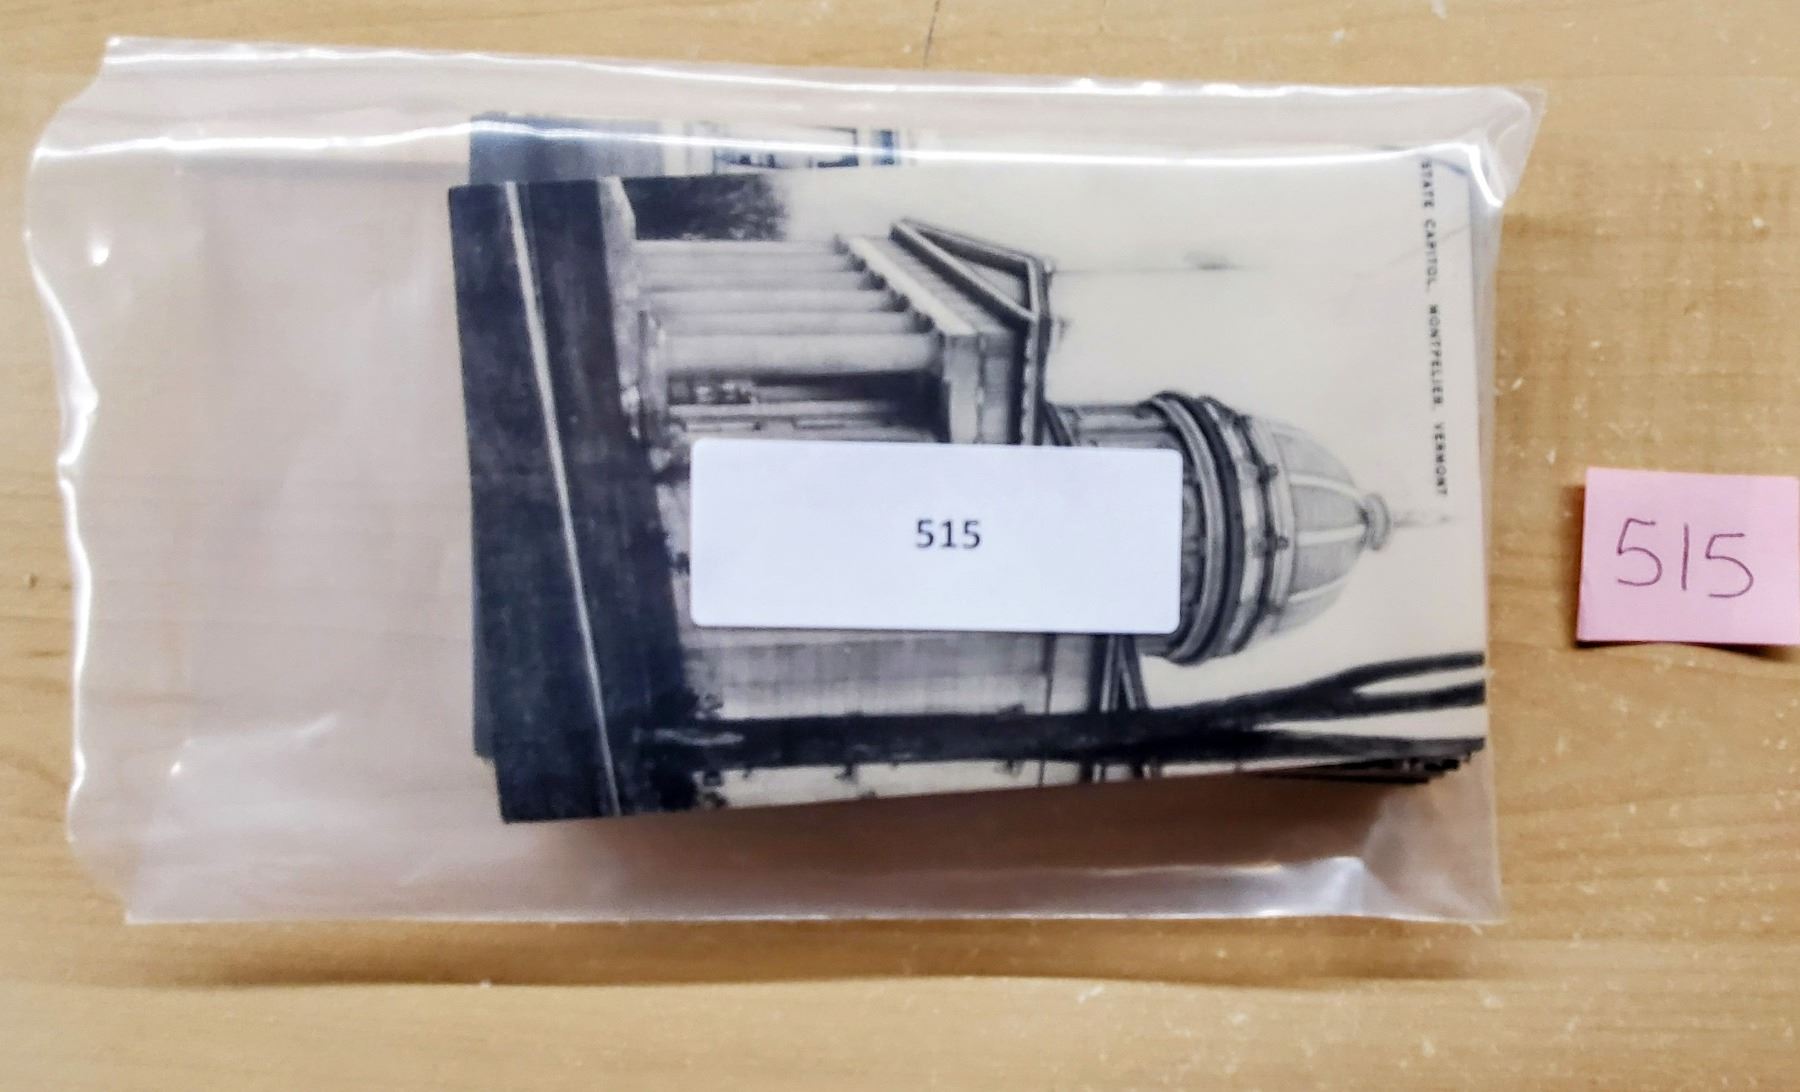 STATE CAPITOL, MONTPELIER, VERMONT
515
515